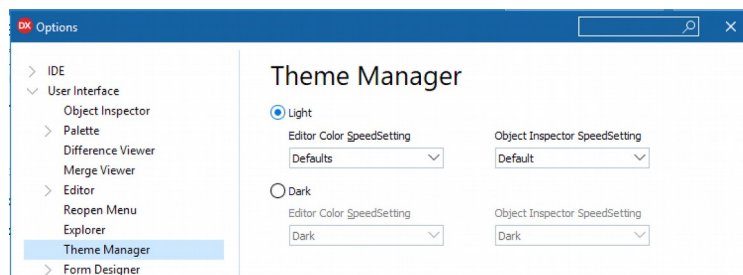 DX Options
IDE
User Interface
Object Inspector
Palette
Difference Viewer
Merge Viewer
Editor
Reopen Menu
Explorer
Theme Manager
Form Designer
Theme Manager
Light
Editor Color SpeedSetting Object Inspector SpeedSetting
Defaults Default
Dark
Editor Color SpeedSetting Object Inspector SpeedSetting
Dark Dark